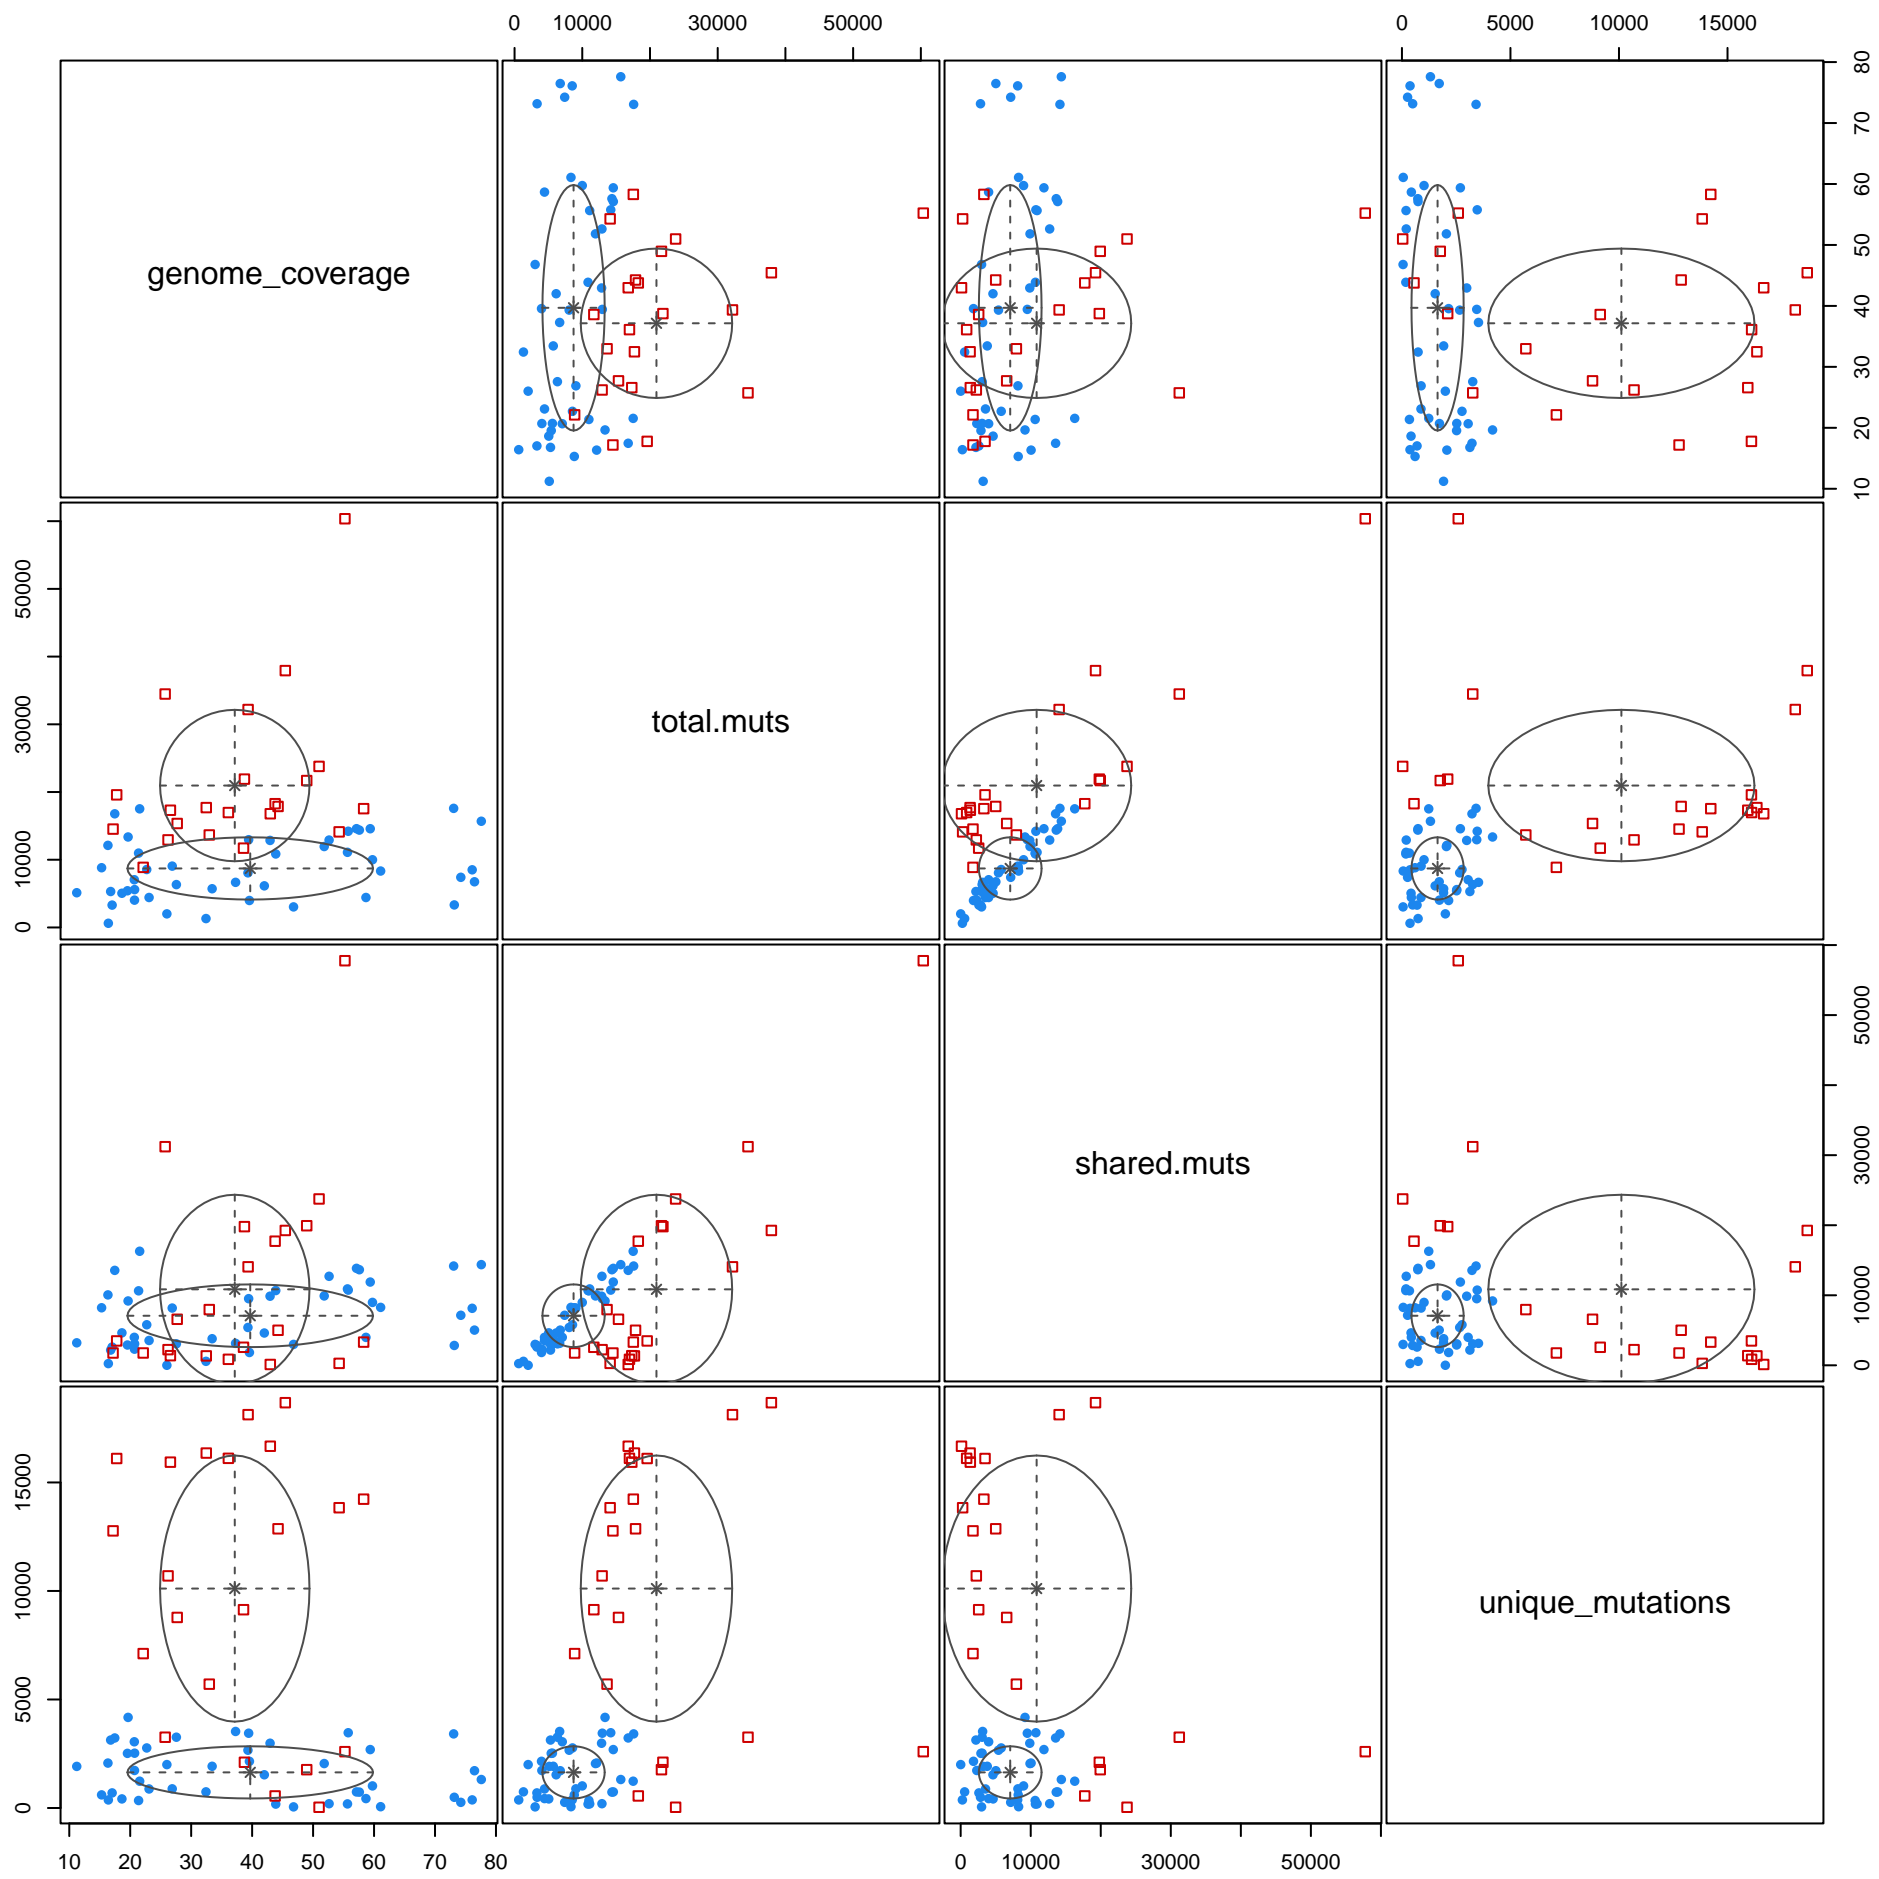 0 10000 30000 50000 0 5000 10000 15000
genome_coverage
10 20 30 40 50 60 70 80
0 10000 30000 50000
total.muts
shared.muts
0 10000 30000 50000
0 5000 10000 15000
unique_mutations
10 20 30 40 50 60 70 80 0 10000 30000 50000